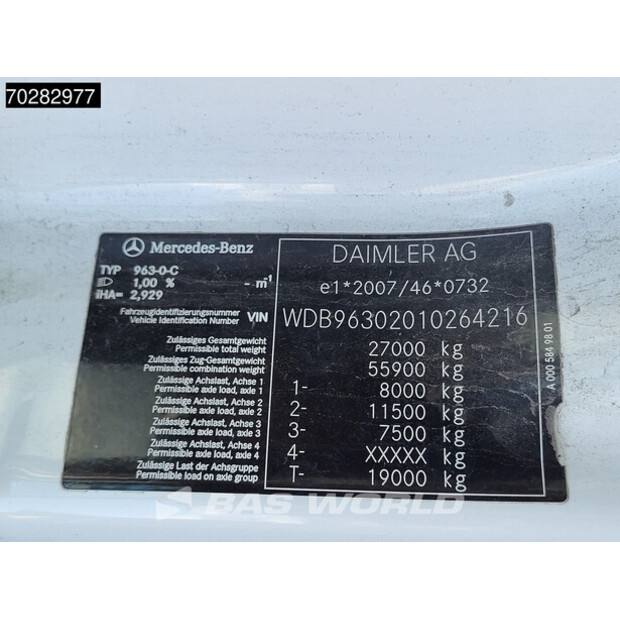 70282977
Mercedes-Benz
DAIMLER AG
TYP 963-0-C
1,00 % - m⁻¹
iHA= 2,929
e1*2007/46*0732
Fahrzeugidentifizierungsnummer
Vehicle Identification Number VIN
WDB96302010264216
Zulässiges Gesamtgewicht
Permissible total weight
27000 kg
Zulässiges Zug-Gesamtgewicht
Permissible combination weight
55900 kg
Zulässige Achslast, Achse 1
Permissible axle load, axle 1
1- 8000 kg
Zulässige Achslast, Achse 2
Permissible axle load, axle 2
2- 11500 kg
Zulässige Achslast, Achse 3
Permissible axle load, axle 3
3- 7500 kg
Zulässige Achslast, Achse 4
Permissible axle load, axle 4
4- XXXXX kg
Zulässige Last der Achsgruppe
Permissible load on axle group
T- 19000 kg
A 000 584 98 01
BAS WORLD